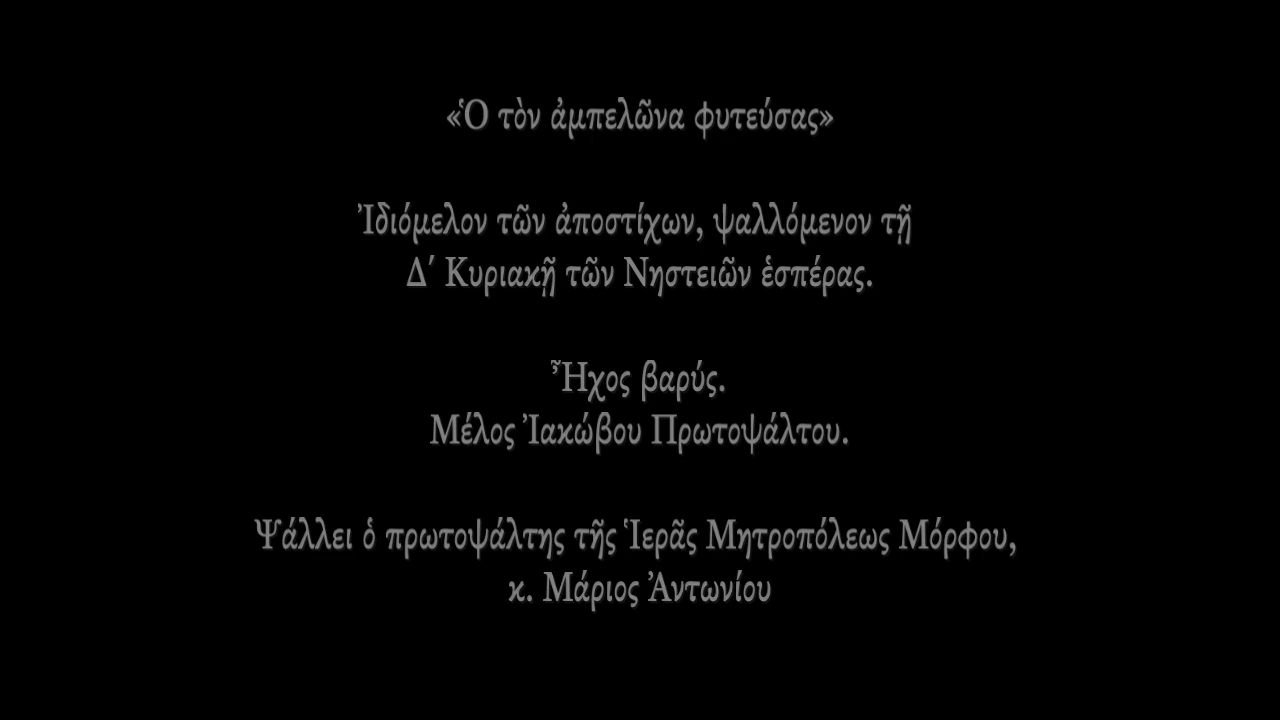 «Ὁ τὸν ἀμπελῶνα φυτεύσας»
Ἰδιόμελον τῶν ἀποστίχων, ψαλλόμενον τῇ
Δ΄ Κυριακῇ τῶν Νηστειῶν ἑσπέρας.
Ἦχος βαρύς.
Μέλος Ἰακώβου Πρωτοψάλτου.
Ψάλλει ὁ πρωτοψάλτης τῆς Ἱερᾶς Μητροπόλεως Μόρφου,
κ. Μάριος Ἀντωνίου